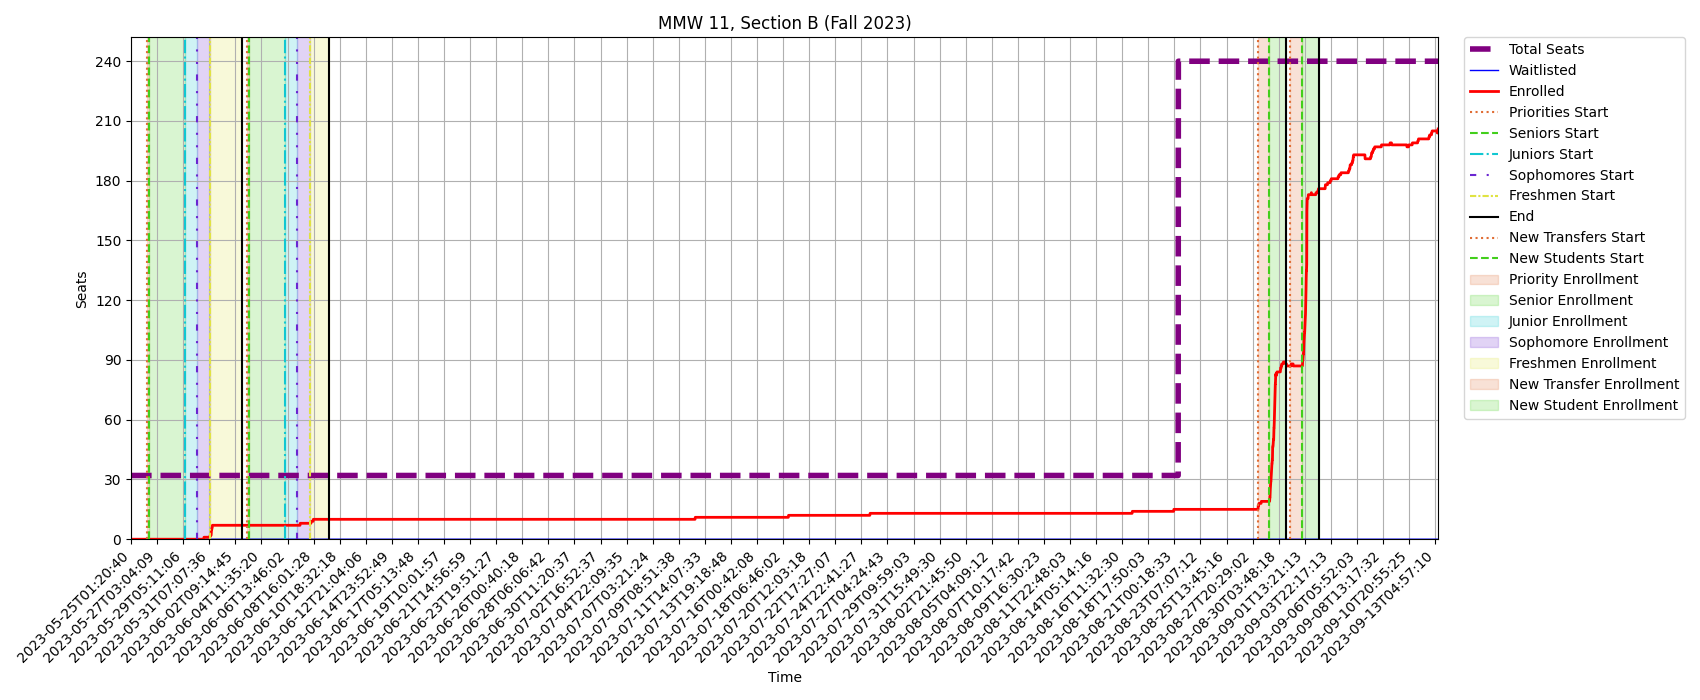 MMW 11, Section B (Fall 2023)
Seats
240
210
180
150
120
90
60
30
0
Total Seats
Waitlisted
Enrolled
Priorities Start
Seniors Start
Juniors Start
Sophomores Start
Freshmen Start
End
New Transfers Start
New Students Start
Priority Enrollment
Senior Enrollment
Junior Enrollment
Sophomore Enrollment
Freshmen Enrollment
New Transfer Enrollment
New Student Enrollment
2023-05-25T01:20:40
2023-05-27T03:04:09
2023-05-29T05:11:06
2023-05-31T07:07:36
2023-06-02T09:14:45
2023-06-04T11:35:20
2023-06-06T13:46:02
2023-06-08T16:01:28
2023-06-10T18:32:18
2023-06-12T21:04:06
2023-06-14T23:52:49
2023-06-17T05:13:48
2023-06-19T10:01:57
2023-06-21T14:56:59
2023-06-23T19:51:27
2023-06-26T00:40:18
2023-06-28T06:06:42
2023-06-30T11:20:37
2023-07-02T16:52:37
2023-07-04T22:09:35
2023-07-07T03:21:24
2023-07-09T08:51:38
2023-07-11T14:07:33
2023-07-13T19:18:48
2023-07-16T00:42:08
2023-07-18T06:46:02
2023-07-20T12:03:18
2023-07-22T17:27:07
2023-07-24T22:41:27
2023-07-27T04:24:43
2023-07-29T09:59:03
2023-07-31T15:49:30
2023-08-02T21:45:50
2023-08-05T04:09:12
2023-08-07T10:17:42
2023-08-09T16:30:23
2023-08-11T22:48:03
2023-08-14T05:14:16
2023-08-16T11:32:30
2023-08-18T17:50:03
2023-08-21T00:18:33
2023-08-23T07:07:12
2023-08-25T13:45:16
2023-08-27T20:29:02
2023-08-30T03:48:18
2023-09-01T13:21:13
2023-09-03T22:17:13
2023-09-06T05:52:03
2023-09-08T13:17:32
2023-09-10T20:55:25
2023-09-13T04:57:10
Time